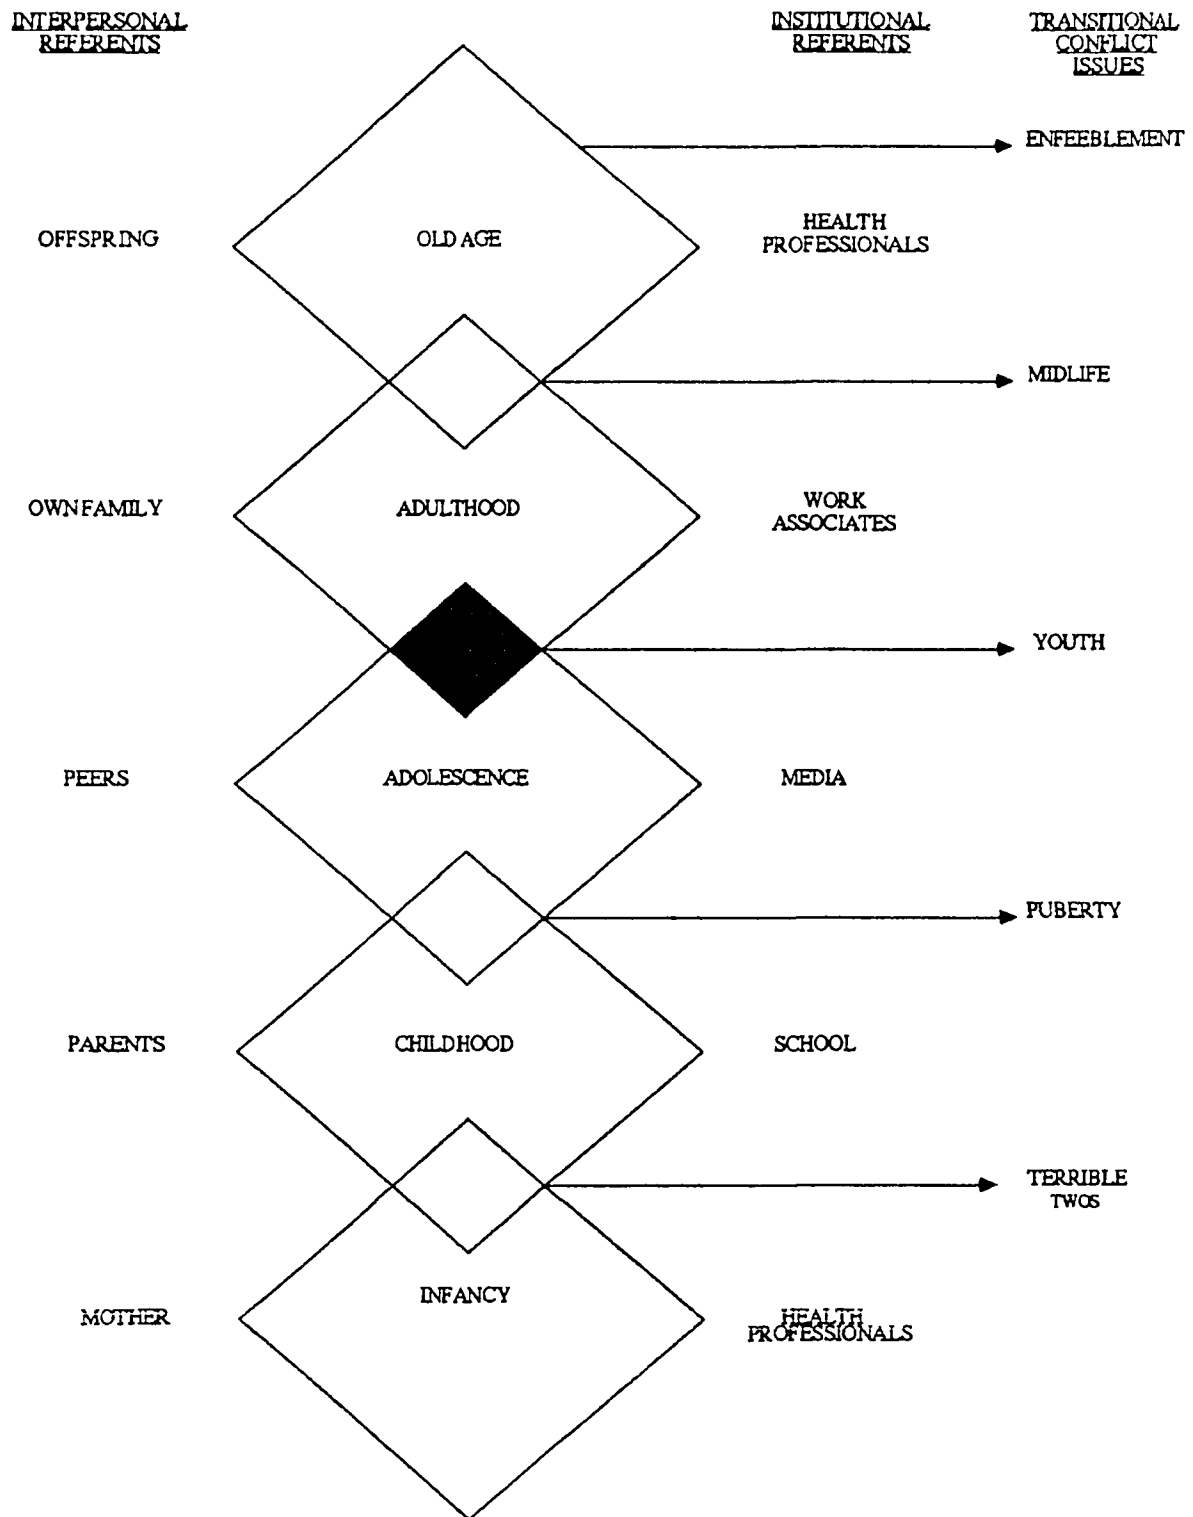 INTERPERSONAL
REFERENTS
INSTITUTIONAL
REFERENTS
TRANSITIONAL
CONFLICT
ISSUES
ENFEEBLEMENT
OFFSPRING
OLD AGE
HEALTH
PROFESSIONALS
MIDLIFE
OWN FAMILY
ADULTHOOD
WORK
ASSOCIATES
YOUTH
PEERS
ADOLESCENCE
MEDIA
PUBERTY
PARENTS
CHILDHOOD
SCHOOL
TERRIBLE
TWOS
MOTHER
INFANCY
HEALTH
PROFESSIONALS